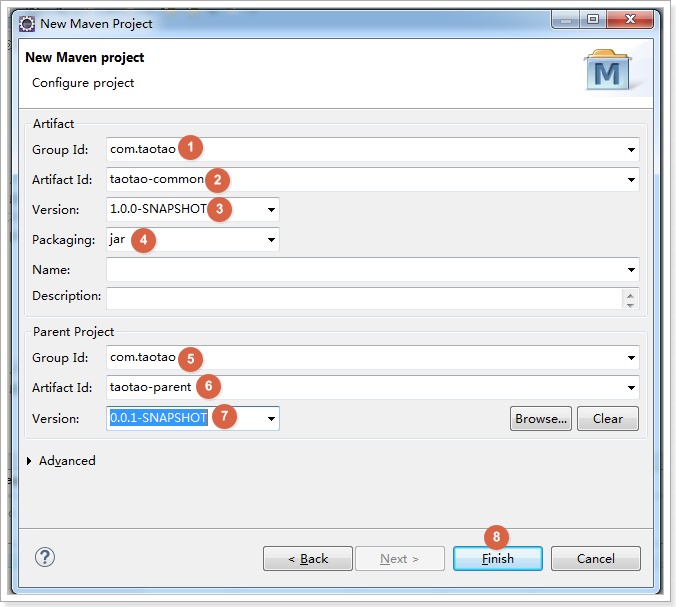 New Maven Project
New Maven project
Configure project
M
Artifact
Group Id: com.taotao 1
Artifact Id: taotao-common 2
Version: 1.0.0-SNAPSHOT 3
Packaging: jar 4
Name:
Description:
Parent Project
Group Id: com.taotao 5
Artifact Id: taotao-parent 6
Version: 0.0.1-SNAPSHOT 7 Browse... Clear
Advanced
8
? < Back Next > Finish Cancel